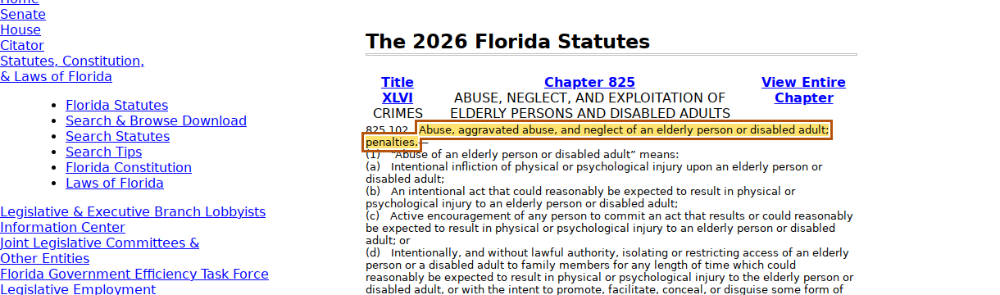 Home
Senate
House
Citator
Statutes, Constitution,
& Laws of Florida
Florida Statutes
Search & Browse Download
Search Statutes
Search Tips
Florida Constitution
Laws of Florida
Legislative & Executive Branch Lobbyists
Information Center
Joint Legislative Committees &
Other Entities
Florida Government Efficiency Task Force
Legislative Employment
The 2026 Florida Statutes
Title
XLVI
CRIMES
Chapter 825
ABUSE, NEGLECT, AND EXPLOITATION OF
ELDERLY PERSONS AND DISABLED ADULTS
View Entire
Chapter
825.102 Abuse, aggravated abuse, and neglect of an elderly person or disabled adult;
penalties.—
(1) “Abuse of an elderly person or disabled adult” means:
(a) Intentional infliction of physical or psychological injury upon an elderly person or
disabled adult;
(b) An intentional act that could reasonably be expected to result in physical or
psychological injury to an elderly person or disabled adult;
(c) Active encouragement of any person to commit an act that results or could reasonably
be expected to result in physical or psychological injury to an elderly person or disabled
adult; or
(d) Intentionally, and without lawful authority, isolating or restricting access of an elderly
person or a disabled adult to family members for any length of time which could
reasonably be expected to result in physical or psychological injury to the elderly person or
disabled adult, or with the intent to promote, facilitate, conceal, or disguise some form of